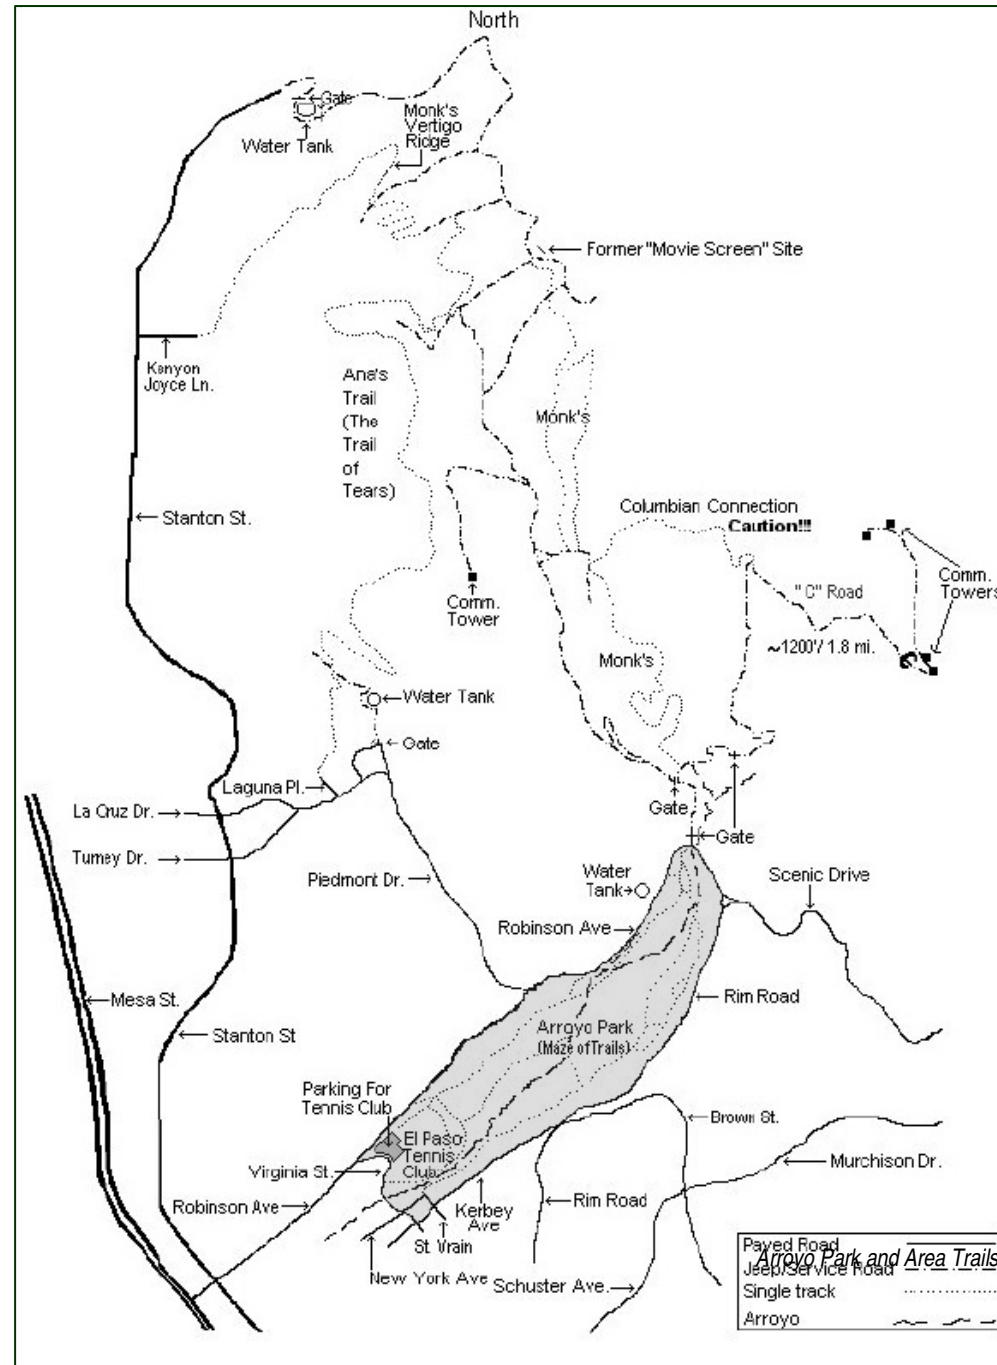 North
Gate
Monk's
Vertigo
Ridge
Water Tank
Former "Movie Screen" Site
Kenyon
Joyce Ln.
Ana's
Trail
(The
Trail
of
Tears)
Monk's
Stanton St.
Columbian Connection
Caution!!!
Comm.
Tower
"C" Road
Comm.
Towers
~1200'/ 1.8 mi.
Monk's
Water Tank
Gate
Laguna Pl.
La Cruz Dr.
Gate
Gate
Turney Dr.
Piedmont Dr.
Water
Tank
Scenic Drive
Robinson Ave
Mesa St.
Rim Road
Stanton St
Arroyo Park
(Maze of Trails)
Parking For
Tennis Club
Brown St.
El Paso
Tennis
Club
Virginia St.
Murchison Dr.
Robinson Ave
Kerbey
Ave
Rim Road
St. Vrain
New York Ave
Schuster Ave.
Paved Road
Arroyo Park and Area Trails
Jeep/Service Road
Single track
Arroyo